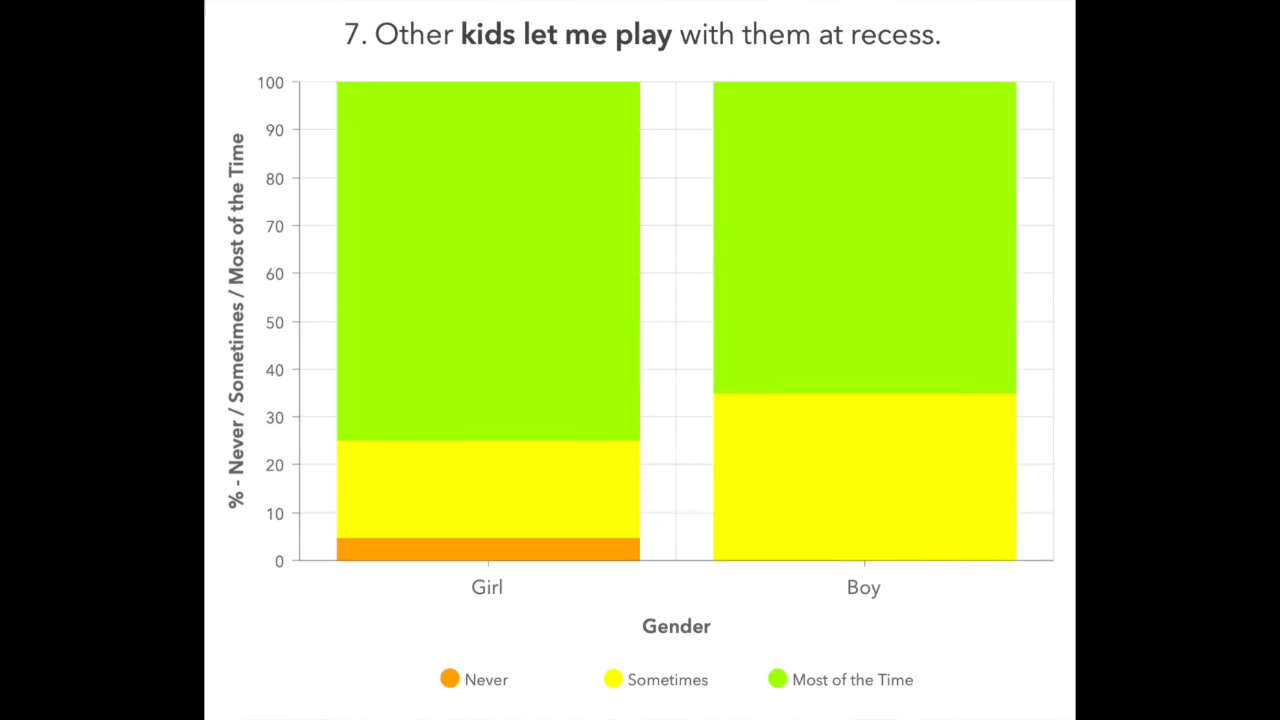 7. Other kids let me play with them at recess.
100
90
80
70
60
50
40
30
20
10
0
% - Never / Sometimes / Most of the Time
Girl
Boy
Gender
Never
Sometimes
Most of the Time